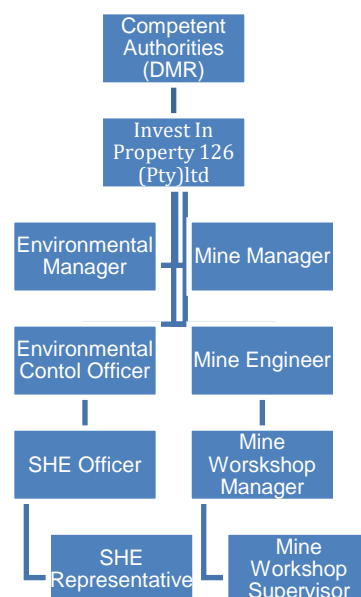 Competent
Authorities
(DMR)
Invest In
Property 126
(Pty)ltd
Environmental
Manager
Mine Manager
Environmental
Contol Officer
Mine Engineer
SHE Officer
Mine
Worskshop
Manager
SHE
Representative
Mine
Workshop
Supervisor